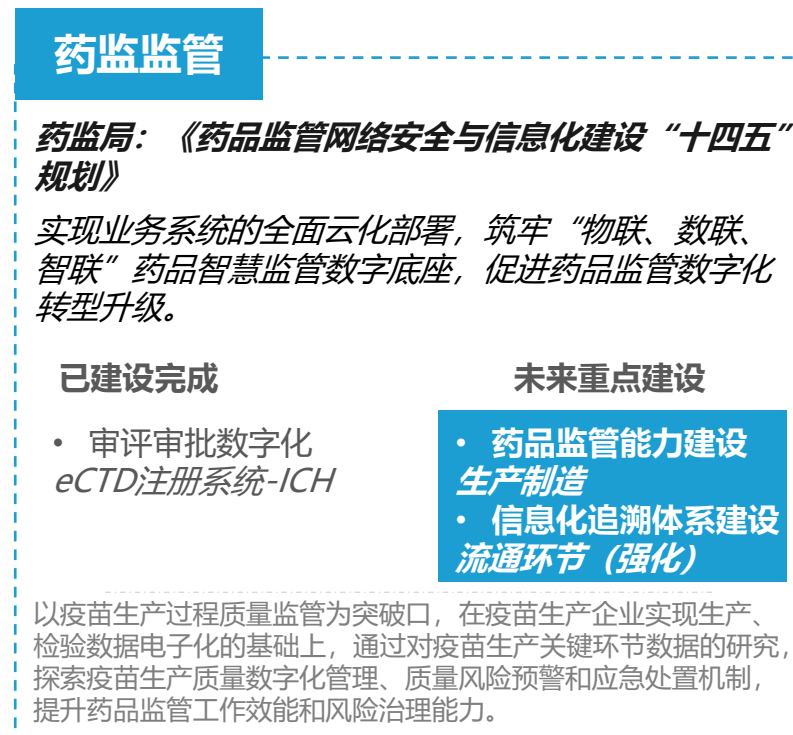 药监监管
药监局：《药品监管网络安全与信息化建设“十四五”
规划》
实现业务系统的全面云化部署，筑牢“物联、数联、
智联”药品智慧监管数字底座，促进药品监管数字化
转型升级。
已建设完成
• 审评审批数字化
eCTD注册系统-ICH
未来重点建设
• 药品监管能力建设
生产制造
• 信息化追溯体系建设
流通环节（强化）
以疫苗生产过程质量监管为突破口，在疫苗生产企业实现生产、
检验数据电子化的基础上，通过对疫苗生产关键环节数据的研究，
探索疫苗生产质量数字化管理、质量风险预警和应急处置机制，
提升药品监管工作效能和风险治理能力。